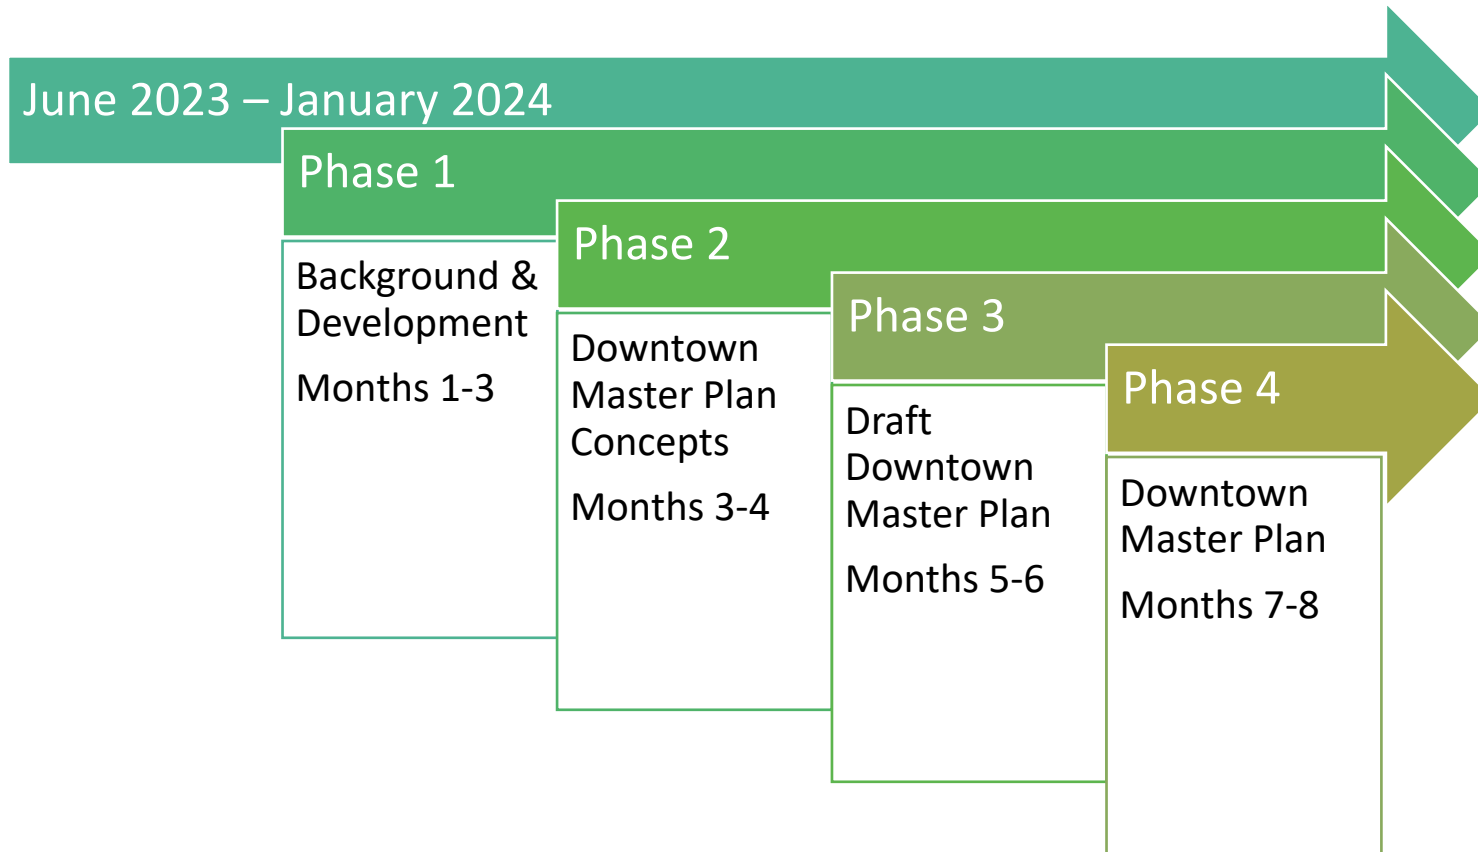 June 2023 – January 2024
Phase 1
Background &
Development
Months 1-3
Phase 2
Downtown
Master Plan
Concepts
Months 3-4
Phase 3
Draft
Downtown
Master Plan
Months 5-6
Phase 4
Downtown
Master Plan
Months 7-8